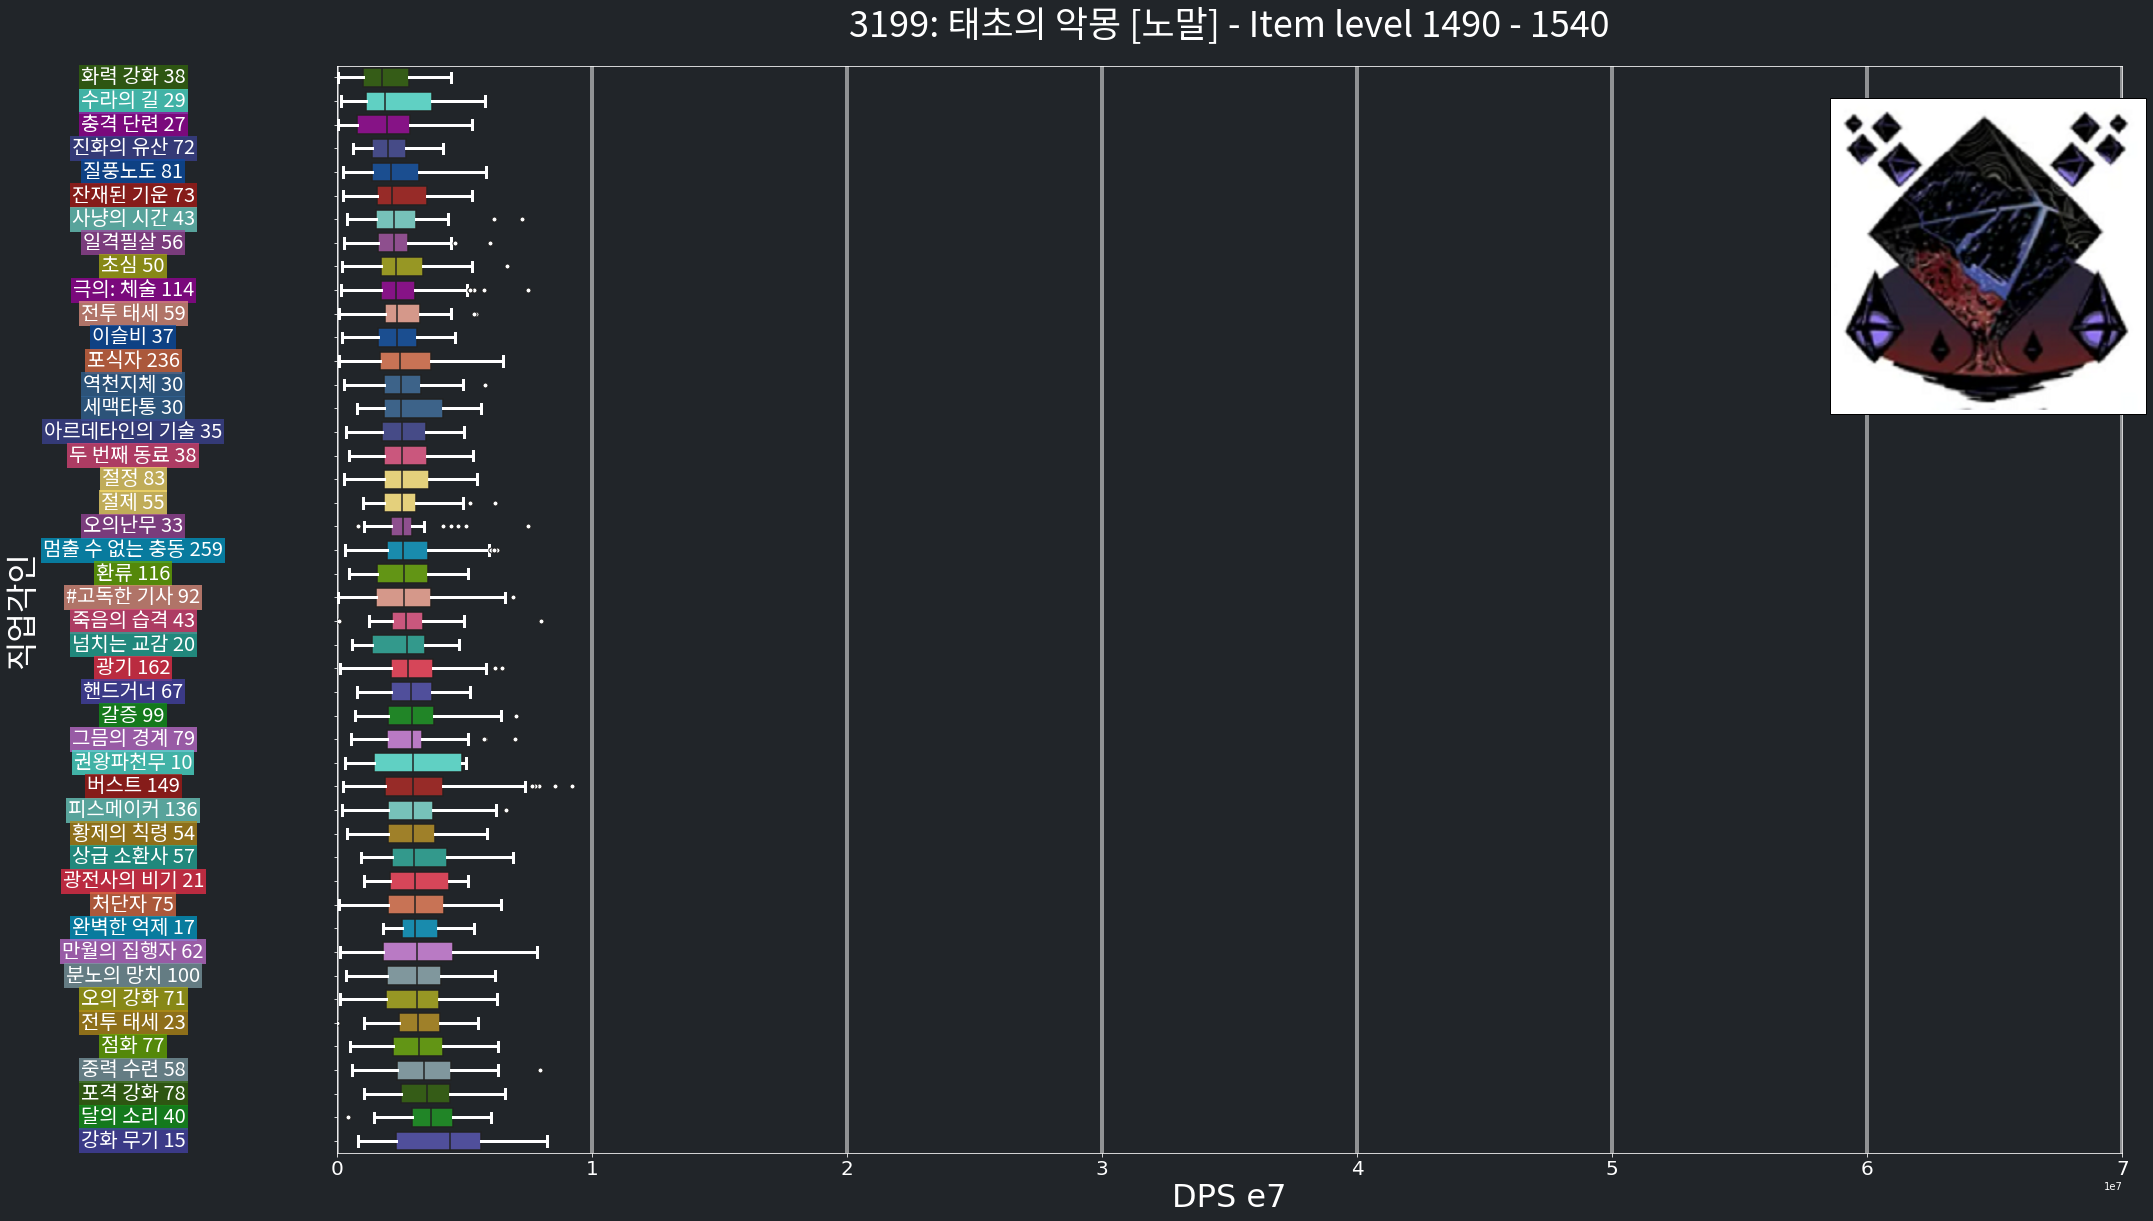 3199: 태초의 악몽 [노말] - Item level 1490 - 1540
화력 강화 38
수라의 길 29
충격 단련 27
진화의 유산 72
질풍노도 81
잔재된 기운 73
사냥의 시간 43
일격필살 56
초심 50
극의: 체술 114
전투 태세 59
이슬비 37
포식자 236
역천지체 30
세맥타통 30
아르데타인의 기술 35
두 번째 동료 38
절정 83
절제 55
오의난무 33
멈출 수 없는 충동 259
환류 116
#고독한 기사 92
죽음의 습격 43
넘치는 교감 20
광기 162
핸드거너 67
갈증 99
그믐의 경계 79
권왕파천무 10
버스트 149
피스메이커 136
황제의 칙령 54
상급 소환사 57
광전사의 비기 21
처단자 75
완벽한 억제 17
만월의 집행자 62
분노의 망치 100
오의 강화 71
전투 태세 23
점화 77
중력 수련 58
포격 강화 78
달의 소리 40
강화 무기 15
직업각인
0 1 2 3 4 5 6 7
1e7
DPS e7